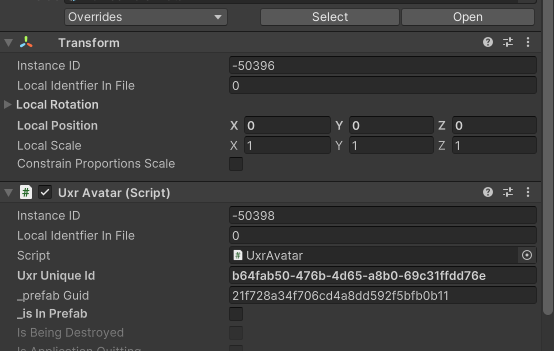 Overrides Select Open
Transform
Instance ID -50396
Local Identfier In File 0
Local Rotation
Local Position X 0 Y 0 Z 0
Local Scale X 1 Y 1 Z 1
Constrain Proportions Scale
# Uxr Avatar (Script)
Instance ID -50398
Local Identfier In File 0
Script # UxrAvatar
Uxr Unique Id b64fab50-476b-4d65-a8b0-69c31ffdd76e
_prefab Guid 21f728a34f706cd4a8dd592f5bfb0b11
_is In Prefab
Is Being Destroyed
Is Application Quitting